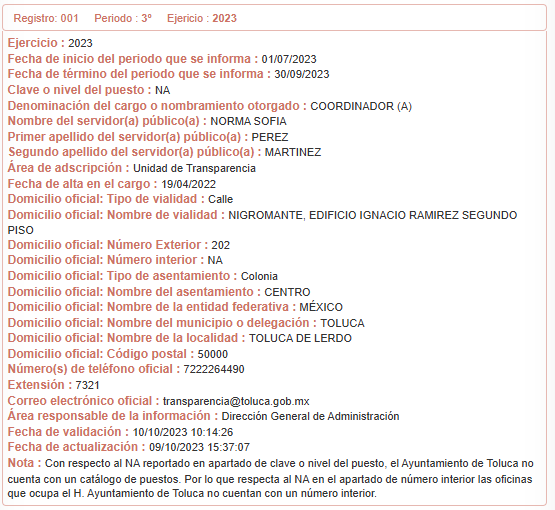 Registro: 001 Periodo : 3º Ejercicio : 2023
Ejercicio : 2023
Fecha de inicio del periodo que se informa : 01/07/2023
Fecha de término del periodo que se informa : 30/09/2023
Clave o nivel del puesto : NA
Denominación del cargo o nombramiento otorgado : COORDINADOR (A)
Nombre del servidor(a) público(a) : NORMA SOFIA
Primer apellido del servidor(a) público(a) : PEREZ
Segundo apellido del servidor(a) público(a) : MARTINEZ
Área de adscripción : Unidad de Transparencia
Fecha de alta en el cargo : 19/04/2022
Domicilio oficial: Tipo de vialidad : Calle
Domicilio oficial: Nombre de vialidad : NIGROMANTE, EDIFICIO IGNACIO RAMIREZ SEGUNDO
PISO
Domicilio oficial: Número Exterior : 202
Domicilio oficial: Número interior : NA
Domicilio oficial: Tipo de asentamiento : Colonia
Domicilio oficial: Nombre del asentamiento : CENTRO
Domicilio oficial: Nombre de la entidad federativa : MÉXICO
Domicilio oficial: Nombre del municipio o delegación : TOLUCA
Domicilio oficial: Nombre de la localidad : TOLUCA DE LERDO
Domicilio oficial: Código postal : 50000
Número(s) de teléfono oficial : 7222264490
Extensión : 7321
Correo electrónico oficial : transparencia@toluca.gob.mx
Área responsable de la información : Dirección General de Administración
Fecha de validación : 10/10/2023 10:14:26
Fecha de actualización : 09/10/2023 15:37:07
Nota : Con respecto al NA reportado en apartado de clave o nivel del puesto, el Ayuntamiento de Toluca no
cuenta con un catálogo de puestos. Por lo que respecta al NA en el apartado de número interior las oficinas
que ocupa el H. Ayuntamiento de Toluca no cuentan con un número interior.